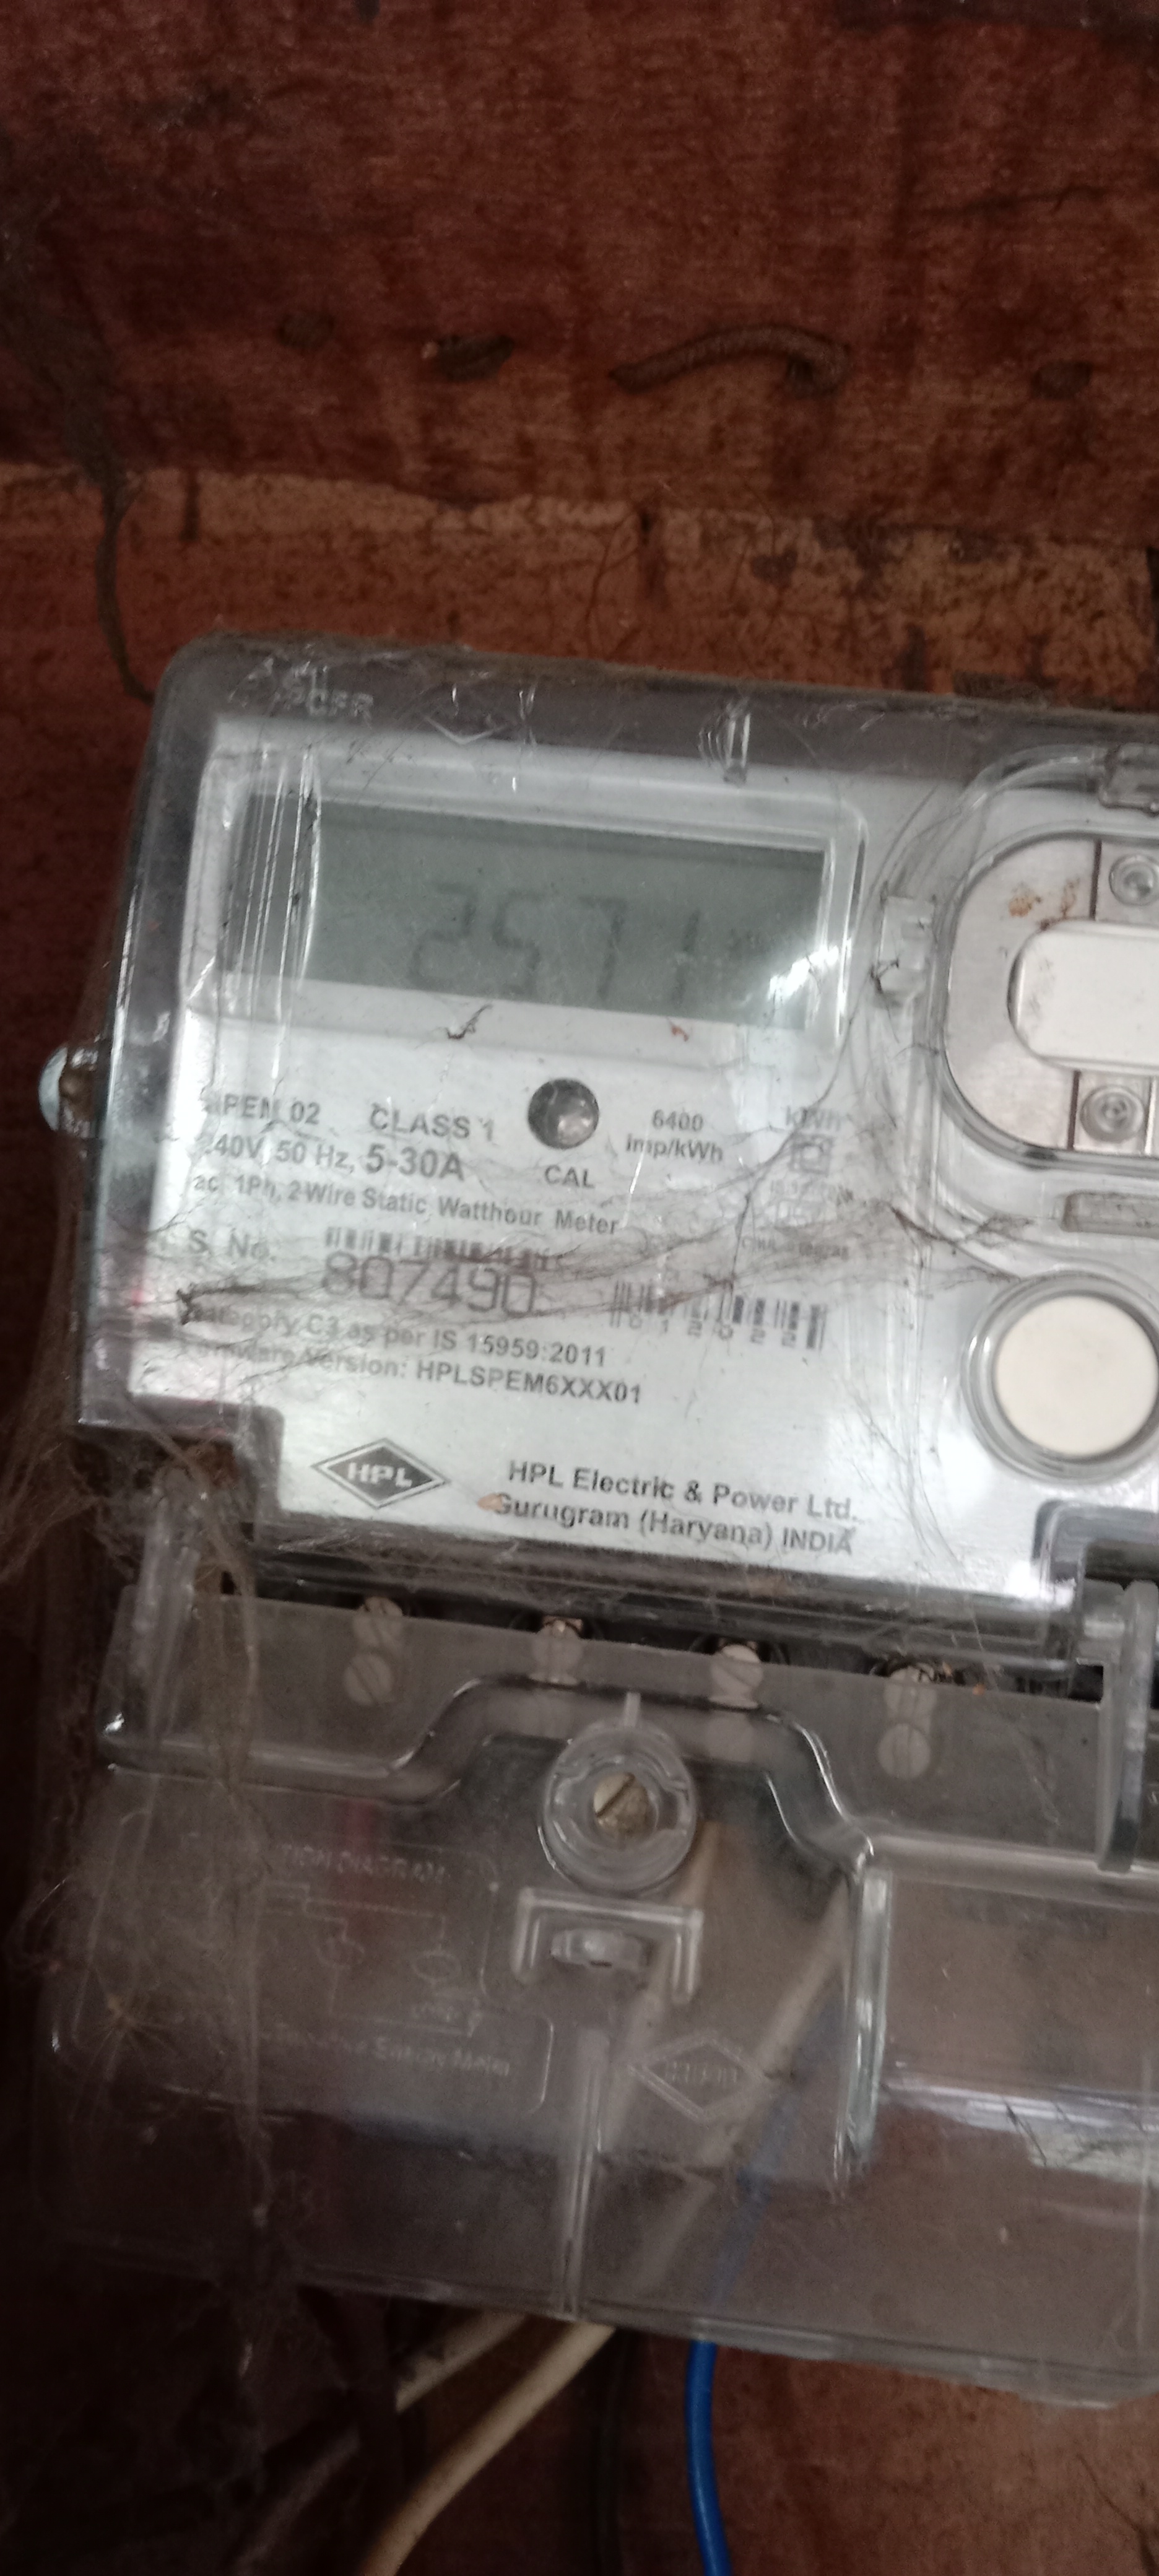 2571
CLASS 1
240V, 50 Hz, 5-30A
CAL
6400
imp/kWh
kWh
ac 1Ph, 2-Wire Static Watthour Meter
S. No.
807490
Category C3 as per IS 15959:2011
Firmware Version: HPLSPEM6XXX01
HPL
HPL Electric & Power Ltd.
Gurugram (Haryana) INDIA